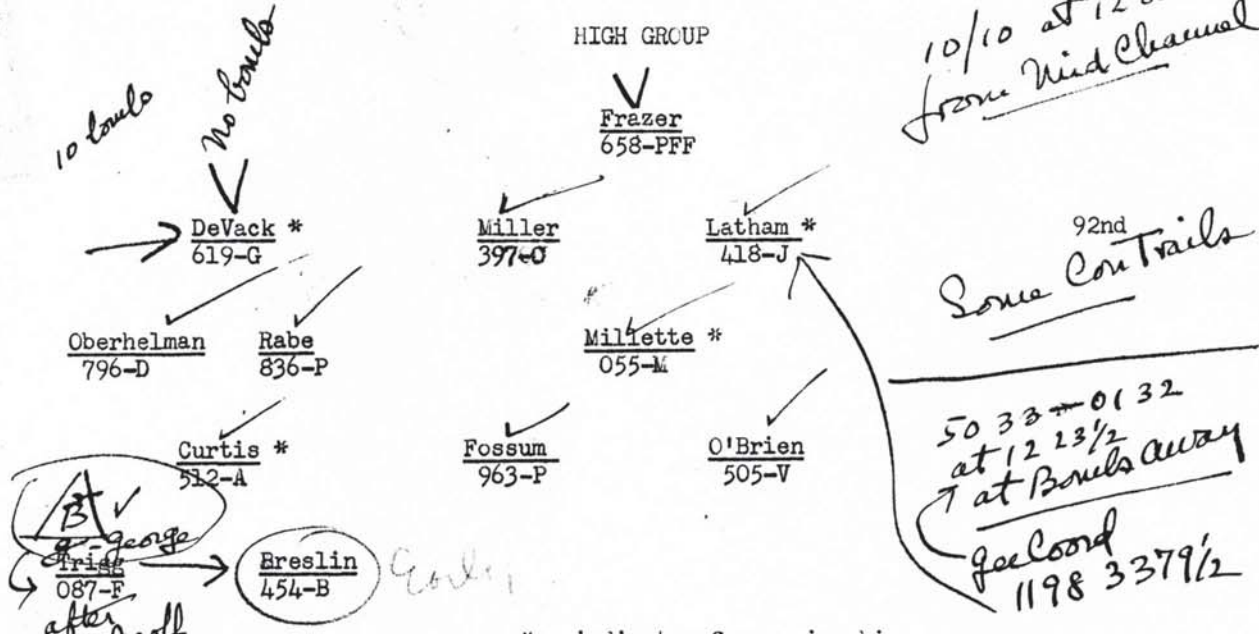 HIGH GROUP
10/10 at
from Mid Channel
10 bombs
No bombs
Frazer
658-PFF
DeVack *
619-G
Miller
397-O
Latham *
418-J
92nd
Some Con Trails
Oberhelman
796-D
Rabe
836-P
Millette *
055-M
Curtis *
512-A
Fossum
963-P
O'Brien
505-V
5033-0132
at 12 23½
at Bombs away
Gee Coord
1198 3379½
B
g-george
Trigg
087-F
after
Breslin
454-B
Early